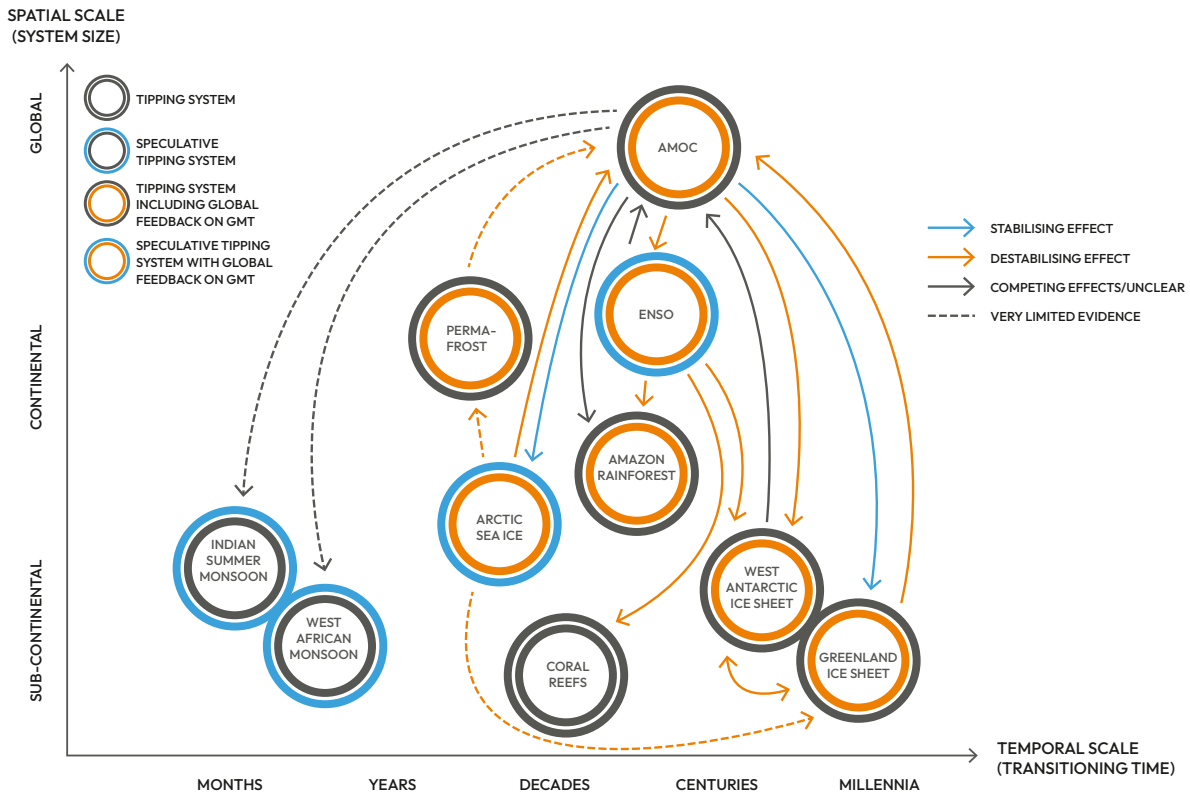 SPATIAL SCALE
(SYSTEM SIZE)
GLOBAL
CONTINENTAL
SUB-CONTINENTAL
TIPPING SYSTEM
SPECULATIVE
TIPPING SYSTEM
TIPPING SYSTEM
INCLUDING GLOBAL
FEEDBACK ON GMT
SPECULATIVE TIPPING
SYSTEM WITH GLOBAL
FEEDBACK ON GMT
STABILISING EFFECT
DESTABILISING EFFECT
COMPETING EFFECTS/UNCLEAR
VERY LIMITED EVIDENCE
AMOC
ENSO
PERMA-
FROST
AMAZON
RAINFOREST
ARCTIC
SEA ICE
INDIAN
SUMMER
MONSOON
WEST
AFRICAN
MONSOON
CORAL
REEFS
WEST
ANTARCTIC
ICE SHEET
GREENLAND
ICE SHEET
MONTHS
YEARS
DECADES
CENTURIES
MILLENNIA
TEMPORAL SCALE
(TRANSITIONING TIME)